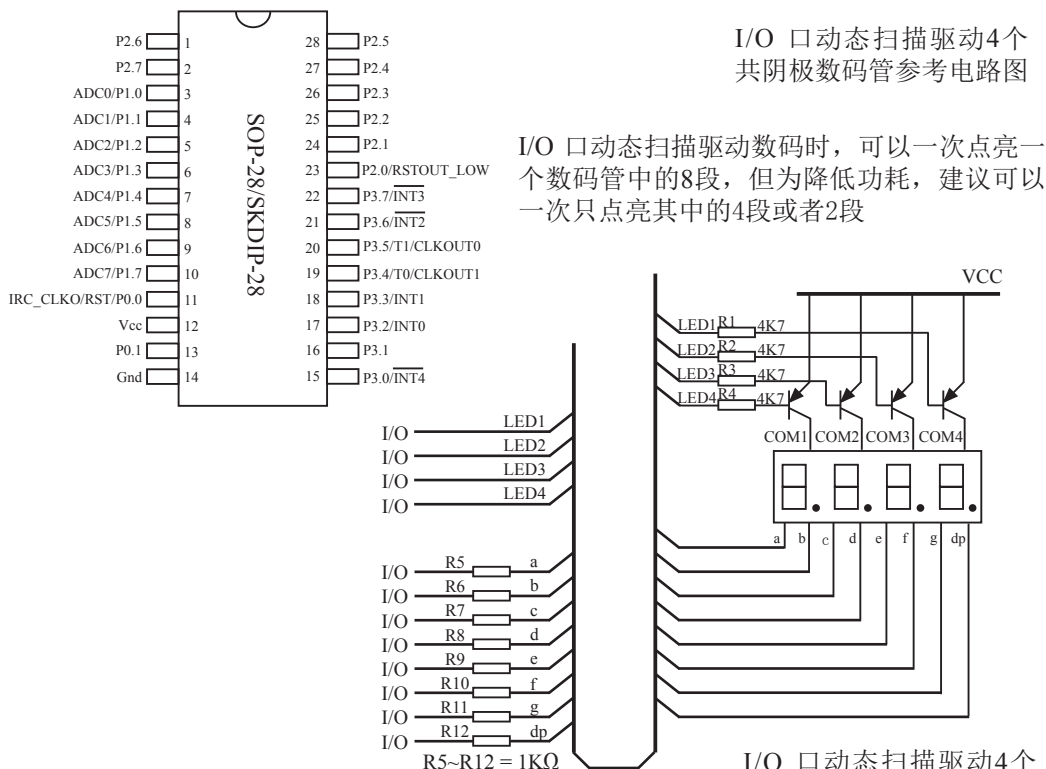 I/O 口动态扫描驱动4个
共阴极数码管参考电路图
I/O 口动态扫描驱动数码时，可以一次点亮一
个数码管中的8段，但为降低功耗，建议可以
一次只点亮其中的4段或者2段
P2.6 1 28 P2.5
P2.7 2 27 P2.4
ADC0/P1.0 3 26 P2.3
ADC1/P1.1 4 25 P2.2
ADC2/P1.2 5 24 P2.1
ADC3/P1.3 6 23 P2.0/RSTOUT_LOW
ADC4/P1.4 7 22 P3.7/INT3
ADC5/P1.5 8 21 P3.6/INT2
ADC6/P1.6 9 20 P3.5/T1/CLKOUT0
ADC7/P1.7 10 19 P3.4/T0/CLKOUT1
IRC_CLKO/RST/P0.0 11 18 P3.3/INT1
Vcc 12 17 P3.2/INT0
P0.1 13 16 P3.1
Gnd 14 15 P3.0/INT4
SOP-28/SKDIP-28
VCC
LED1 R1 4K7
LED2 R2 4K7
LED3 R3 4K7
LED4 R4 4K7
COM1 COM2 COM3 COM4
a b c d e f g dp
I/O LED1
I/O LED2
I/O LED3
I/O LED4
I/O R5 a
I/O R6 b
I/O R7 c
I/O R8 d
I/O R9 e
I/O R10 f
I/O R11 g
I/O R12 dp
R5~R12 = 1KΩ
I/O 口动态扫描驱动4个